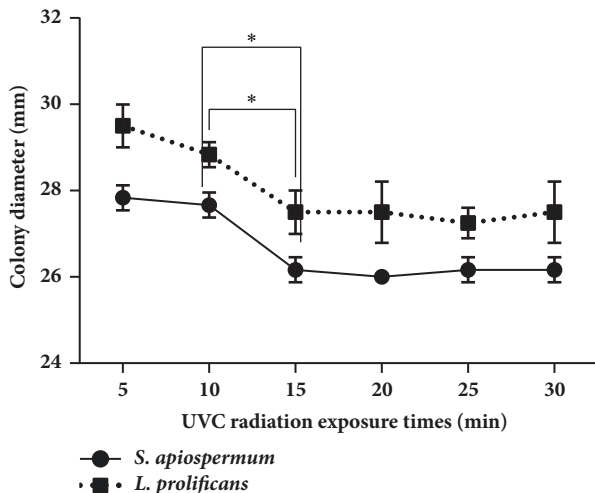 32
30
28
26
24
Colony diameter (mm)
*
*
5 10 15 20 25 30
UVC radiation exposure times (min)
S. apiospermum
L. prolificans